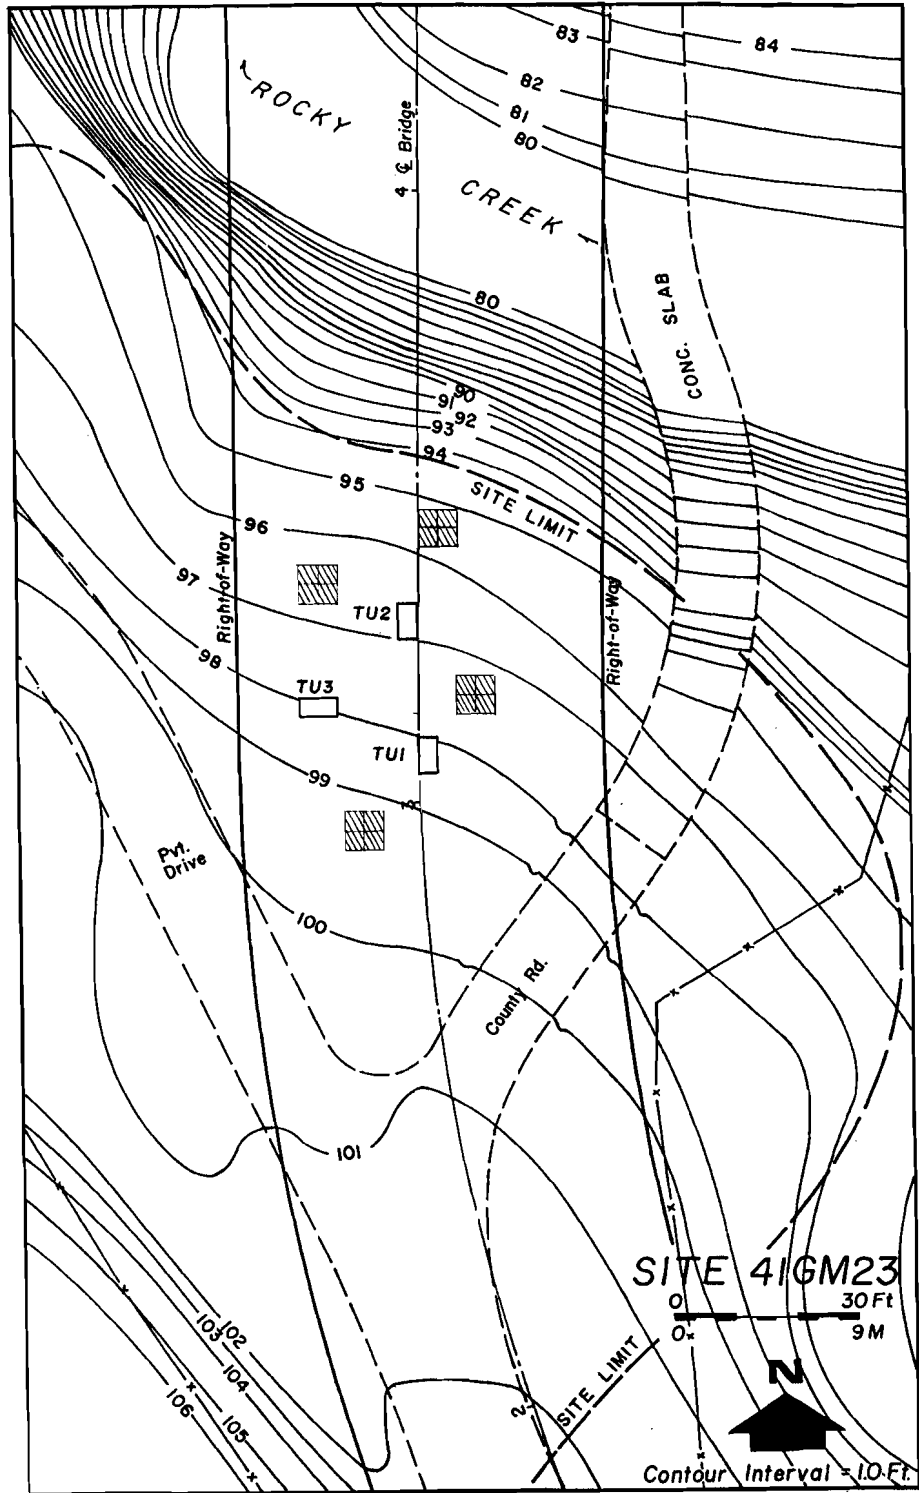 83
84
82
81
80
ROCKY
4 ℄ Bridge
CREEK
80
CONC. SLAB
90
91
92
93
94
95
SITE LIMIT
96
Right-of-Way
97
TU2
Right-of-Way
98
TU3
TU1
99
3
Pvt.
Drive
100
County Rd.
101
SITE 41GM23
0 30 Ft
0 9 M
102
103
104
105
106
2
SITE LIMIT
N
Contour Interval = 1.0 Ft.